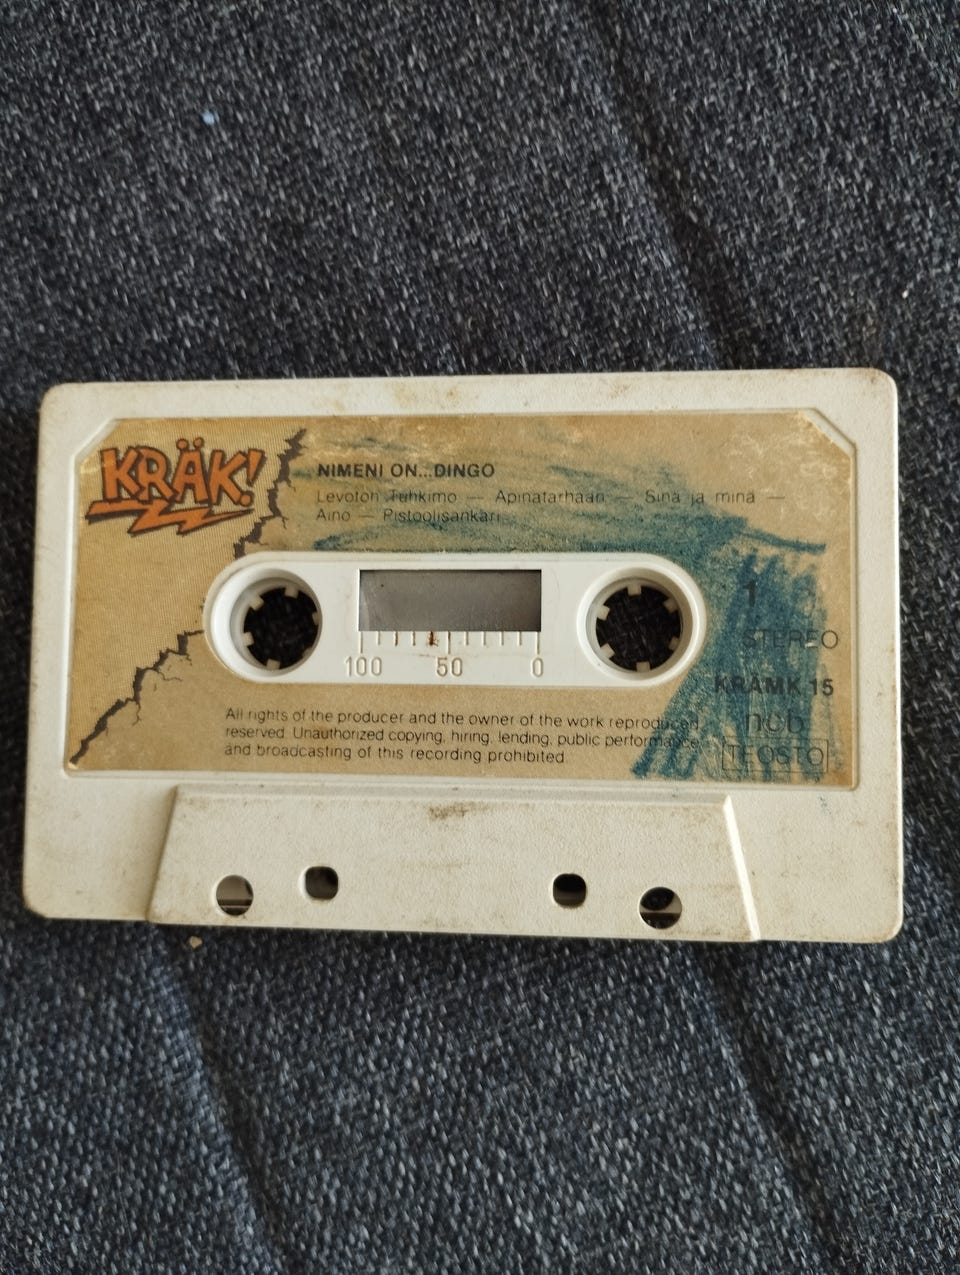 KRÄK!
NIMENI ON...DINGO
Levoton Tuhkimo — Apinatarhaan — Sinä ja minä —
Aino — Pistoolisankari
1
STEREO
100 50 0
KRÄMK 15
All rights of the producer and the owner of the work reproduced
reserved. Unauthorized copying, hiring, lending, public performance
and broadcasting of this recording prohibited
ncb
TEOSTO